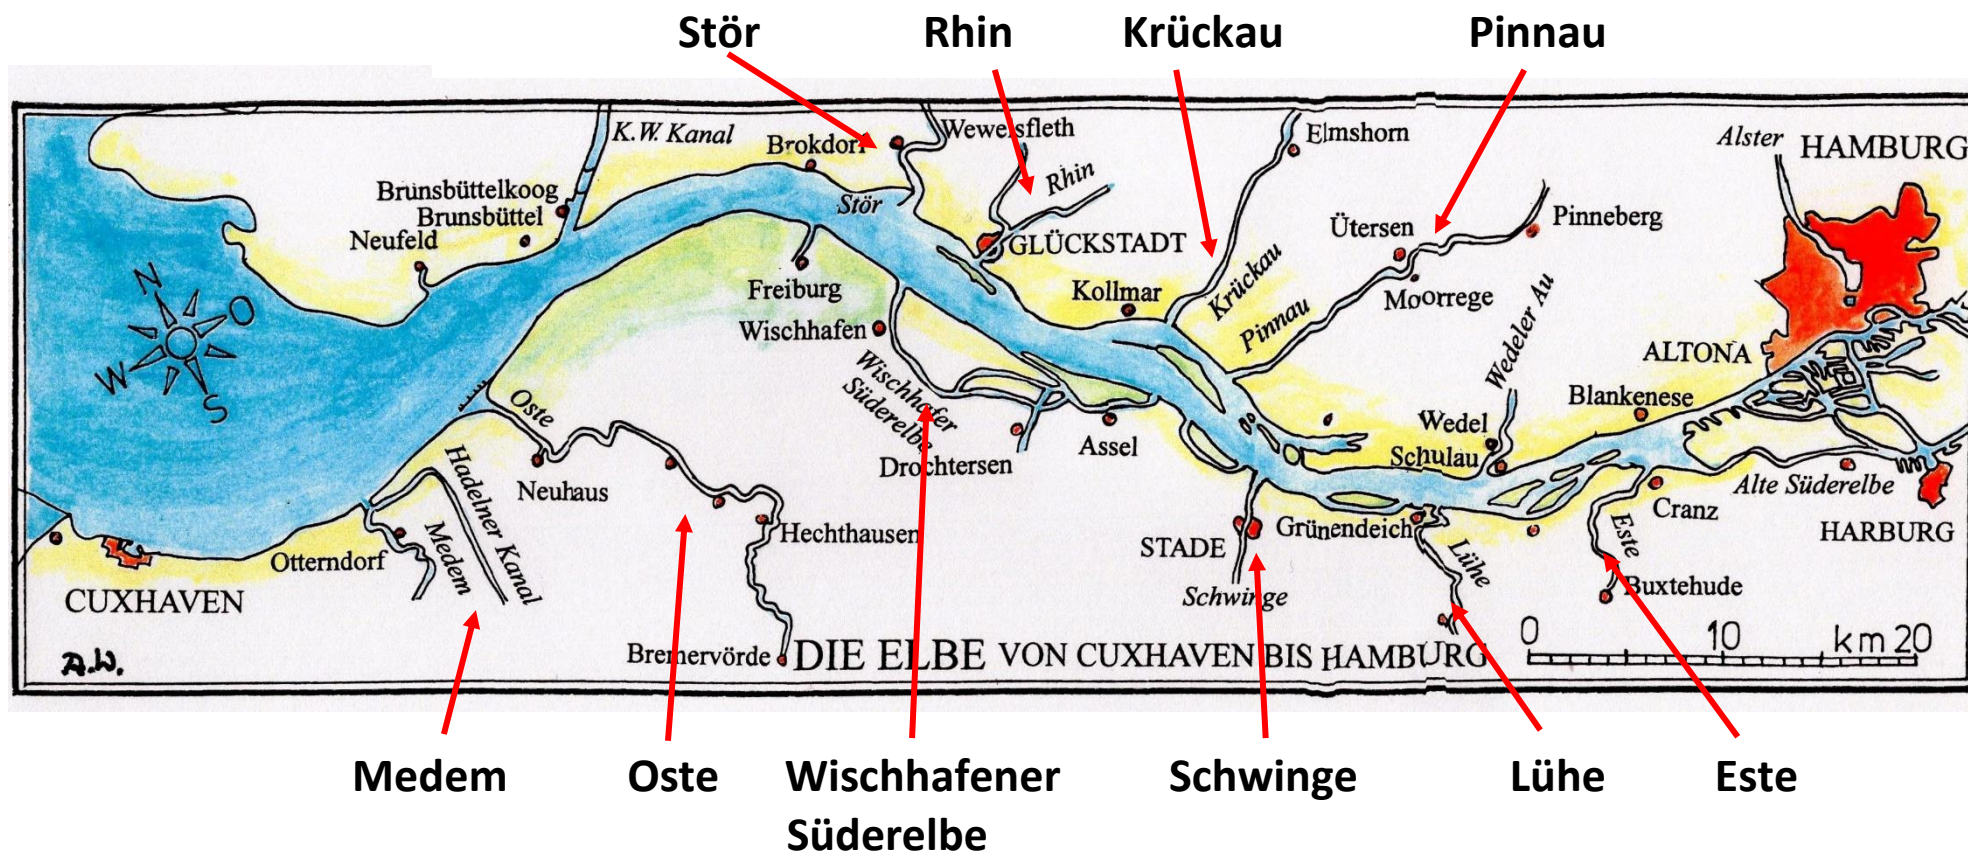 Stör Rhin Krückau Pinnau
K.W. Kanal
Brokdorf
Wewelsfleth
Elmshorn
Alster
HAMBURG
Brunsbüttelkoog
Brunsbüttel
Neufeld
Stör
Rhin
GLÜCKSTADT
Ütersen
Pinneberg
Freiburg
Kollmar
Krückau
Moorrege
Wischhafen
Pinnau
Wedeler Au
ALTONA
N
O
W
S
Oste
Wischhafer
Süderelbe
Blankenese
Drochtersen
Assel
Wedel
Schulau
Hadelner Kanal
Neuhaus
Alte Süderelbe
Cranz
HARBURG
Otterndorf
Medem
Hechthausen
STADE
Grünendeich
Lühe
Este
Schwinge
Buxtehude
CUXHAVEN
Bremervörde
DIE ELBE VON CUXHAVEN BIS HAMBURG
0 10 km 20
A.W.
Medem Oste Wischhafener Schwinge Lühe Este
Süderelbe